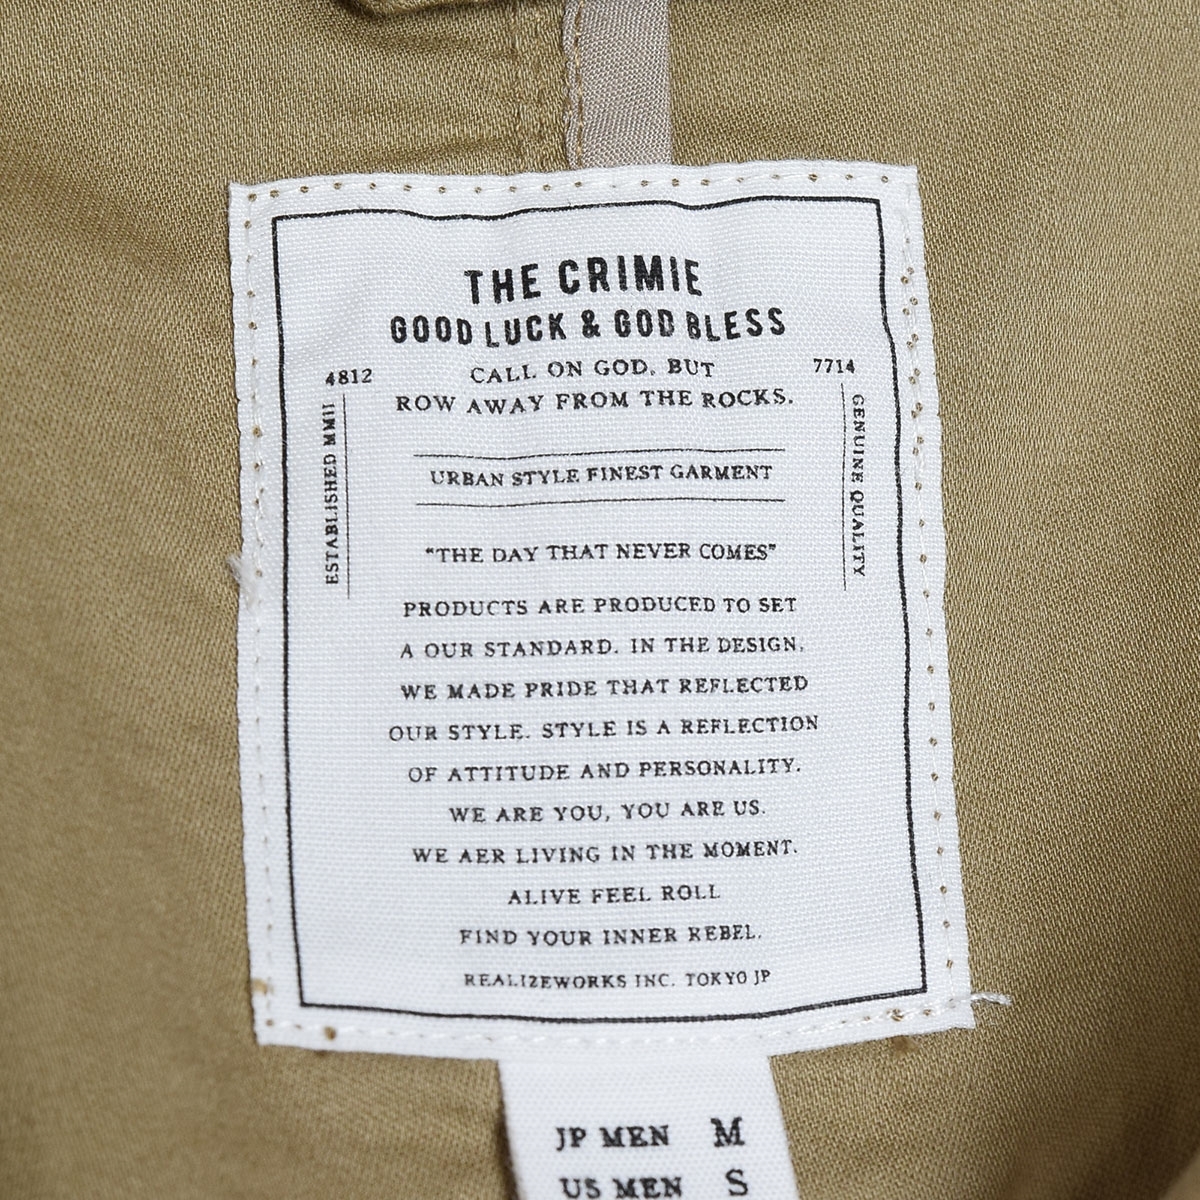 THE CRIMIE
GOOD LUCK & GOD BLESS
4812
CALL ON GOD, BUT
7714
ROW AWAY FROM THE ROCKS.
ESTABLISHED MMII
GENUINE QUALITY
URBAN STYLE FINEST GARMENT
"THE DAY THAT NEVER COMES"
PRODUCTS ARE PRODUCED TO SET
A OUR STANDARD. IN THE DESIGN,
WE MADE PRIDE THAT REFLECTED
OUR STYLE. STYLE IS A REFLECTION
OF ATTITUDE AND PERSONALITY.
WE ARE YOU, YOU ARE US.
WE AER LIVING IN THE MOMENT.
ALIVE FEEL ROLL
FIND YOUR INNER REBEL.
REALIZEWORKS INC. TOKYO JP
JP MEN M
US MEN S